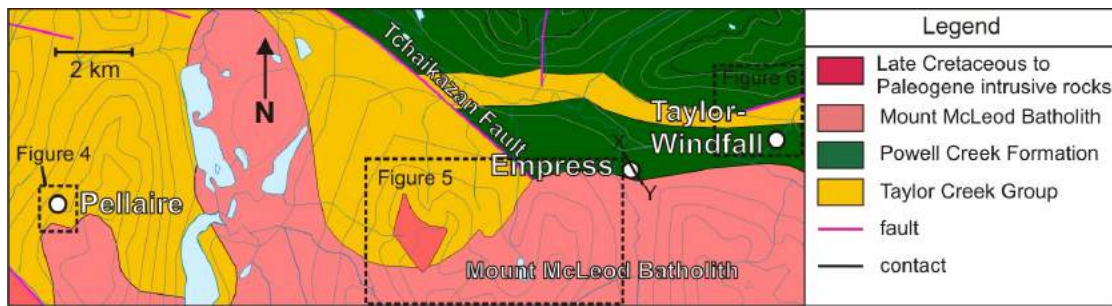 2 km
N
Tchaikazan Fault
Figure 6
Taylor-
Windfall
X
Y
Empress
Figure 4
Pellaire
Figure 5
Mount McLeod Batholith
Legend
Late Cretaceous to
Paleogene intrusive rocks
Mount McLeod Batholith
Powell Creek Formation
Taylor Creek Group
fault
contact